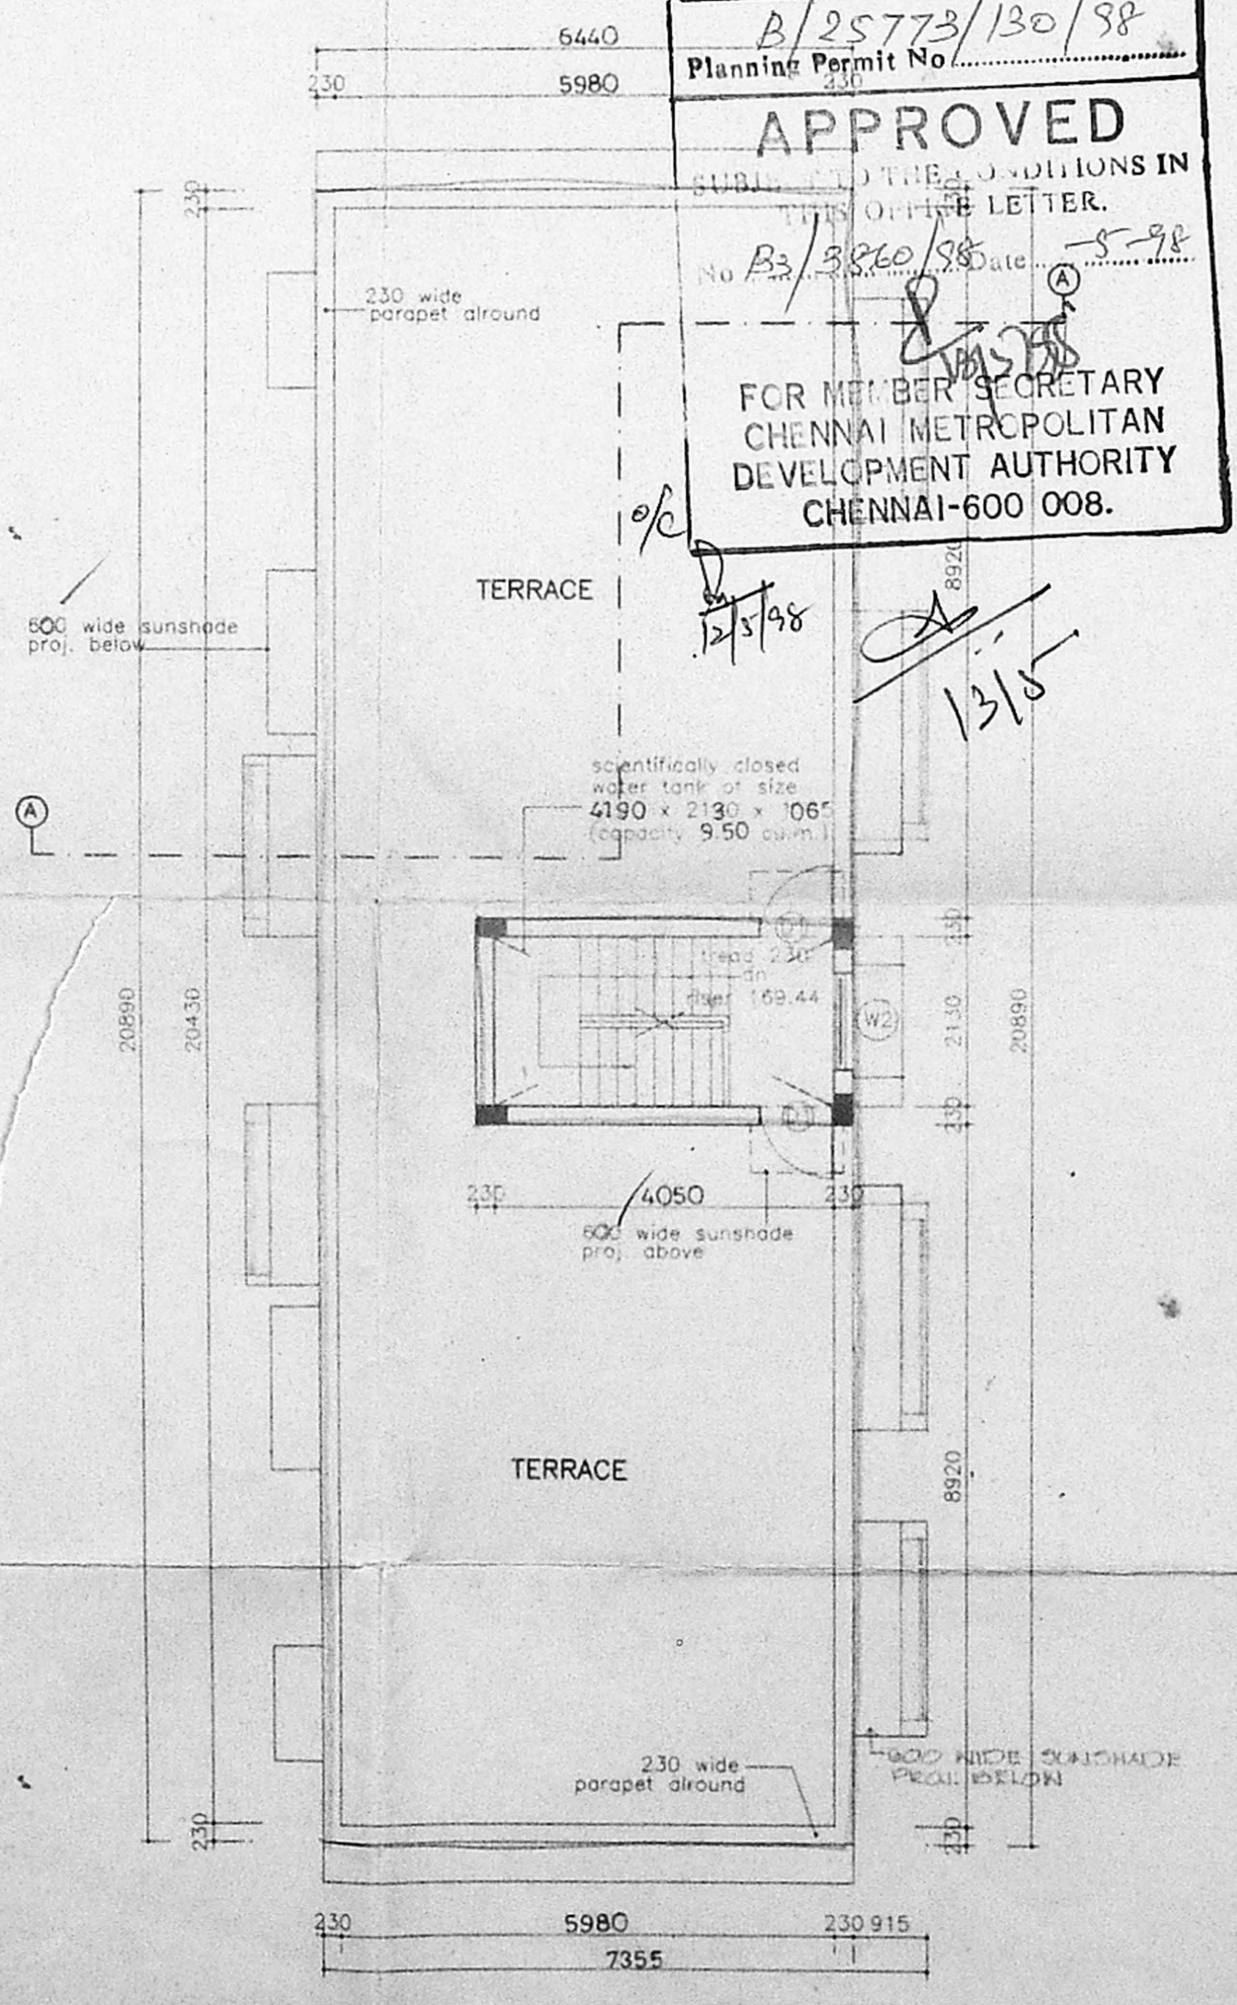 B/25773/130/98
Planning Permit No
APPROVED
SUBJECT TO THE CONDITIONS IN
THIS OFFICE LETTER.
No B3/3860/98 Date -5-98
FOR MEMBER SECRETARY
CHENNAI METROPOLITAN
DEVELOPMENT AUTHORITY
CHENNAI-600 008.
6440
230
5980
230
230
230
A
230 wide
parapet alround
o/c
12/5/98
13/5
8920
TERRACE
600 wide sunshade
proj. below
A
scientifically closed
water tank of size
4190 x 2130 x 1065
(capacity 9.50 cu.m.)
20890
20430
D1
tread 230
dn
riser 169.44
W2
230
2130
230
20890
D1
230
4050
230
600 wide sunshade
proj. above
TERRACE
8920
230 wide
parapet alround
600 WIDE SUNSHADE
PROJ. BELOW
230
230
230
5980
230 915
7355